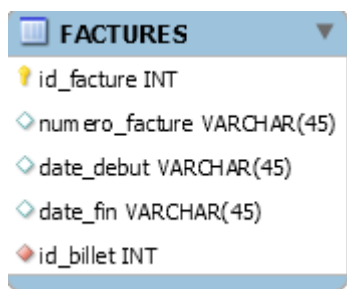 FACTURES
id_facture INT
numero_facture VARCHAR(45)
date_debut VARCHAR(45)
date_fin VARCHAR(45)
id_billet INT